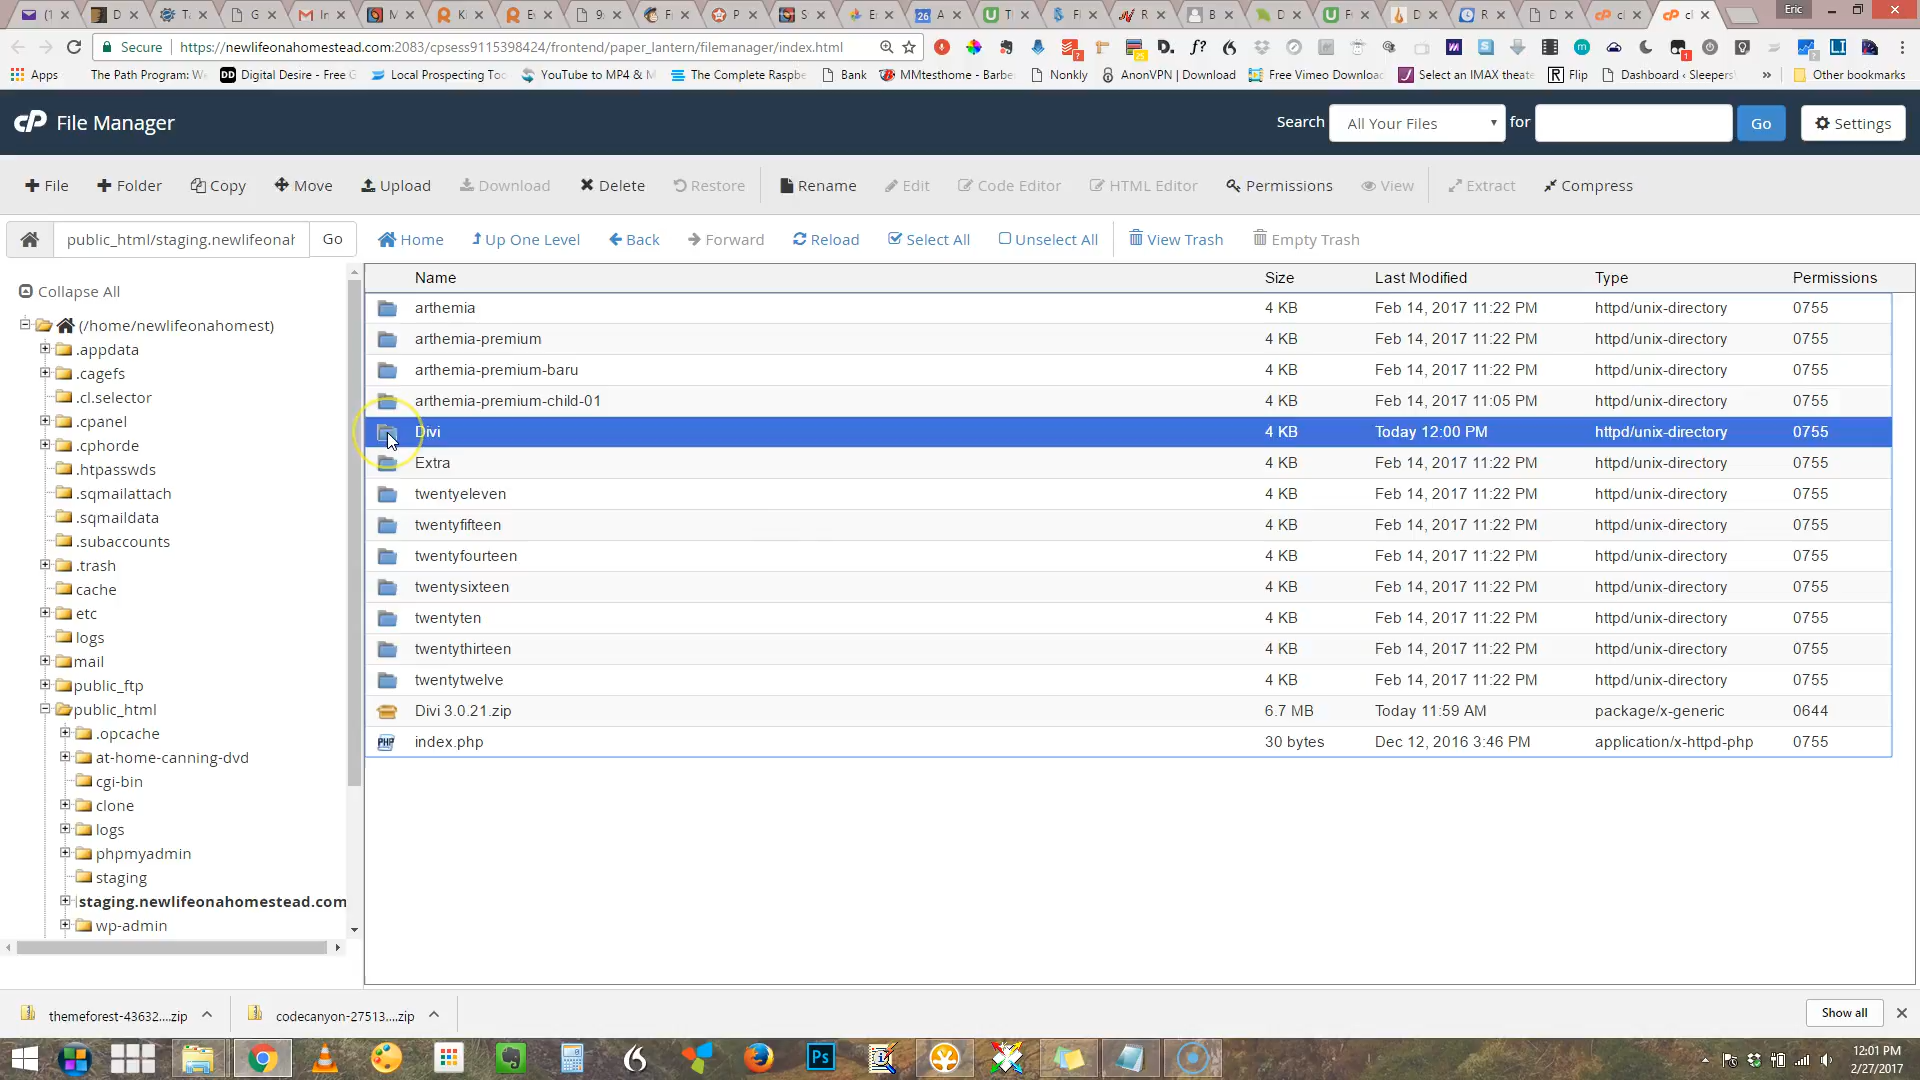 Eric
Secure https://newlifeonahomestead.com:2083/cpsess9115398424/frontend/paper_lantern/filemanager/index.html
Apps The Path Program: W Digital Desire - Free G Local Prospecting Too YouTube to MP4 & M The Complete Raspbe Bank MMtesthome - Barbe Nonkly AnonVPN | Download Free Vimeo Download Select an IMAX theate Flip Dashboard ‹ Sleepers Other bookmarks
cP File Manager Search All Your Files for Go Settings
File Folder Copy Move Upload Download Delete Restore Rename Edit Code Editor HTML Editor Permissions View Extract Compress
public_html/staging.newlifeonal Go Home Up One Level Back Forward Reload Select All Unselect All View Trash Empty Trash
Collapse All
(/home/newlifeonahomest)
.appdata
.cagefs
.cl.selector
.cpanel
.cphorde
.htpasswds
.sqmailattach
.sqmaildata
.subaccounts
.trash
cache
etc
logs
mail
public_ftp
public_html
.opcache
at-home-canning-dvd
cgi-bin
clone
logs
phpmyadmin
staging
staging.newlifeonahomestead.com
wp-admin
Name Size Last Modified Type Permissions
arthemia 4 KB Feb 14, 2017 11:22 PM httpd/unix-directory 0755
arthemia-premium 4 KB Feb 14, 2017 11:22 PM httpd/unix-directory 0755
arthemia-premium-baru 4 KB Feb 14, 2017 11:22 PM httpd/unix-directory 0755
arthemia-premium-child-01 4 KB Feb 14, 2017 11:05 PM httpd/unix-directory 0755
Divi 4 KB Today 12:00 PM httpd/unix-directory 0755
Extra 4 KB Feb 14, 2017 11:22 PM httpd/unix-directory 0755
twentyeleven 4 KB Feb 14, 2017 11:22 PM httpd/unix-directory 0755
twentyfifteen 4 KB Feb 14, 2017 11:22 PM httpd/unix-directory 0755
twentyfourteen 4 KB Feb 14, 2017 11:22 PM httpd/unix-directory 0755
twentysixteen 4 KB Feb 14, 2017 11:22 PM httpd/unix-directory 0755
twentyten 4 KB Feb 14, 2017 11:22 PM httpd/unix-directory 0755
twentythirteen 4 KB Feb 14, 2017 11:22 PM httpd/unix-directory 0755
twentytwelve 4 KB Feb 14, 2017 11:22 PM httpd/unix-directory 0755
Divi 3.0.21.zip 6.7 MB Today 11:59 AM package/x-generic 0644
index.php 30 bytes Dec 12, 2016 3:46 PM application/x-httpd-php 0755
themeforest-43632....zip codecanyon-27513....zip Show all
12:01 PM
2/27/2017